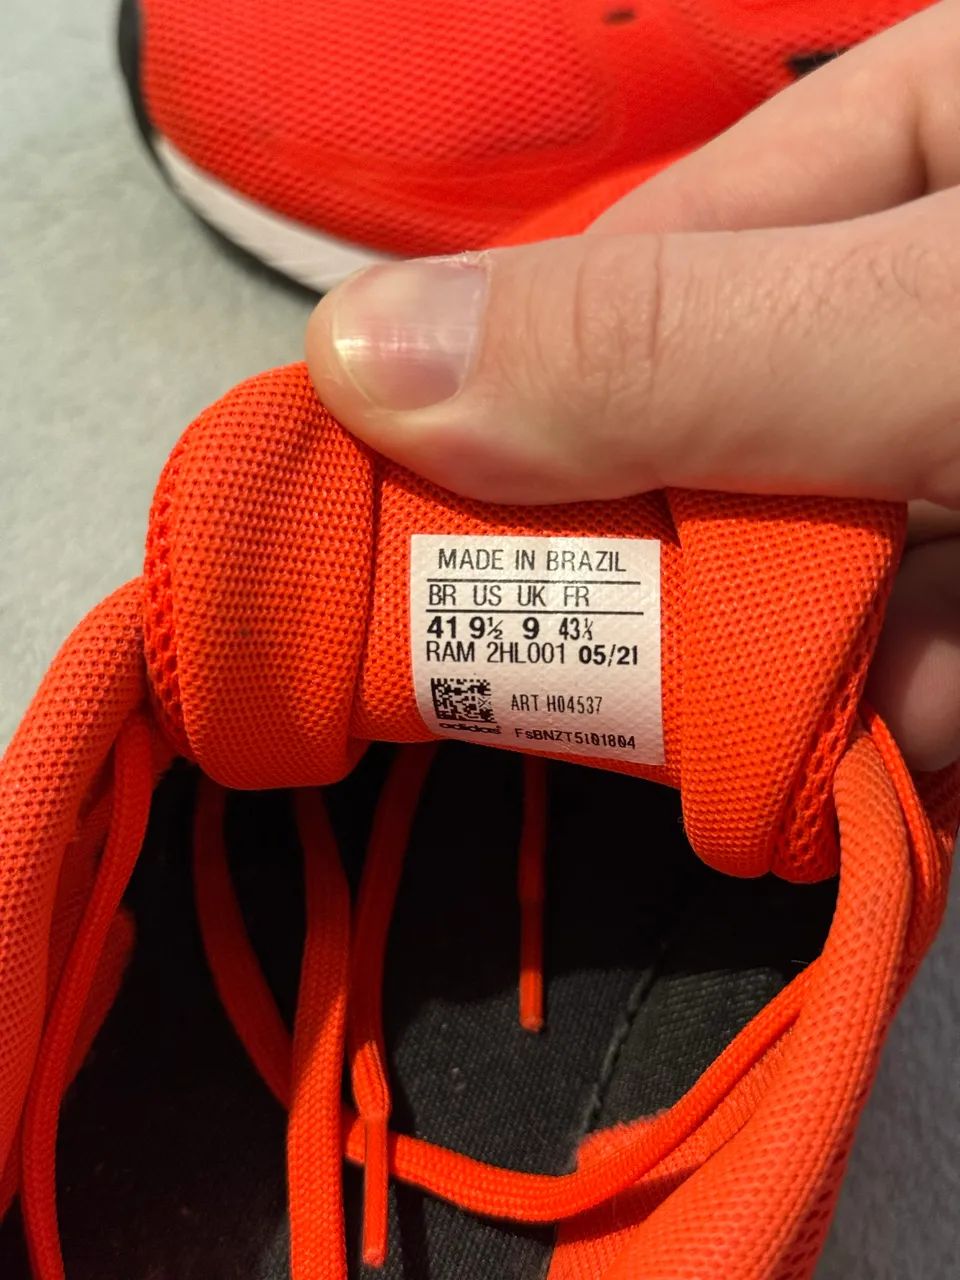 MADE IN BRAZIL
BR US UK FR
41 9½ 9 43⅓
RAM 2HL001 05/21
ART H04537
adidas FsBNZT5101804